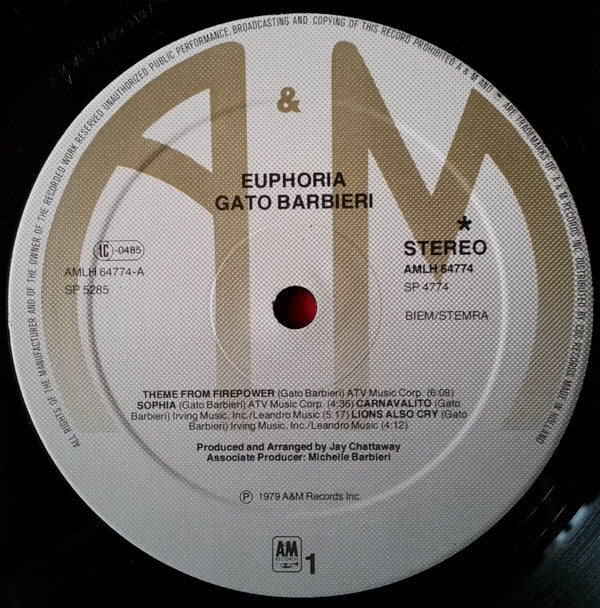 ALL RIGHTS OF THE MANUFACTURER AND OF THE OWNER OF THE RECORDED WORK RESERVED UNAUTHORIZED PUBLIC PERFORMANCE, BROADCASTING AND COPYING OF THIS RECORD PROHIBITED A & M AND ARE TRADEMARKS OF A & M RECORDS INC. DISTRIBUTED BY CBS RECORDS MADE IN HOLLAND
A & M
EUPHORIA
GATO BARBIERI
LC-0485
AMLH 64774-A
SP 5285
*
STEREO
AMLH 64774
SP 4774
BIEM/STEMRA
THEME FROM FIREPOWER (Gato Barbieri) ATV Music Corp. (6:08)
SOPHIA (Gato Barbieri) ATV Music Corp. (4:36) CARNAVALITO (Gato
Barbieri) Irving Music, Inc./Leandro Music (5:17) LIONS ALSO CRY (Gato
Barbieri) Irving Music, Inc./Leandro Music (4:12)
Produced and Arranged by Jay Chattaway
Associate Producer: Michelle Barbieri
℗ 1979 A&M Records Inc.
AM
RECORDS
1